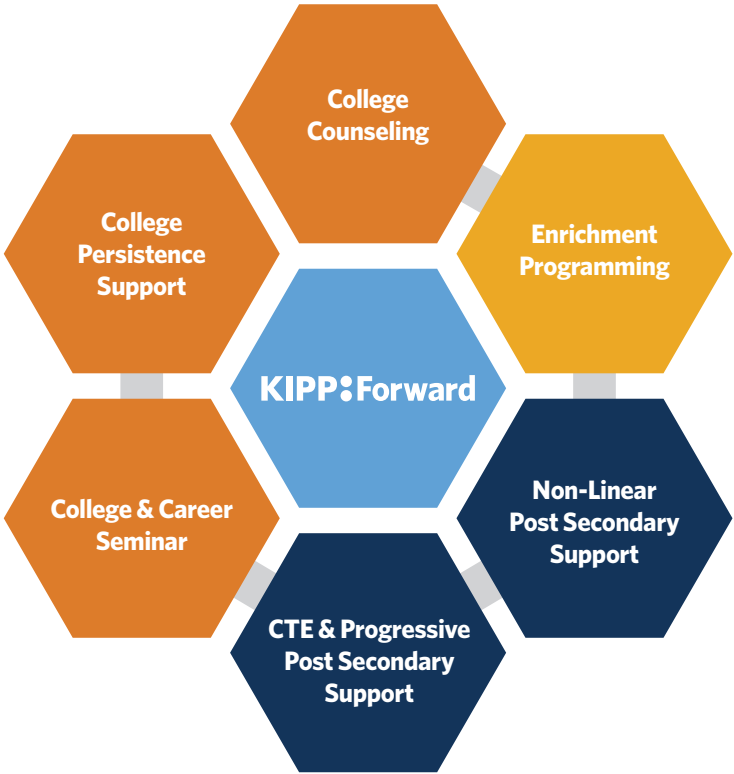 College
Counseling
Enrichment
Programming
College
Persistence
Support
KIPP:Forward
Non-Linear
Post Secondary
Support
College & Career
Seminar
CTE & Progressive
Post Secondary
Support